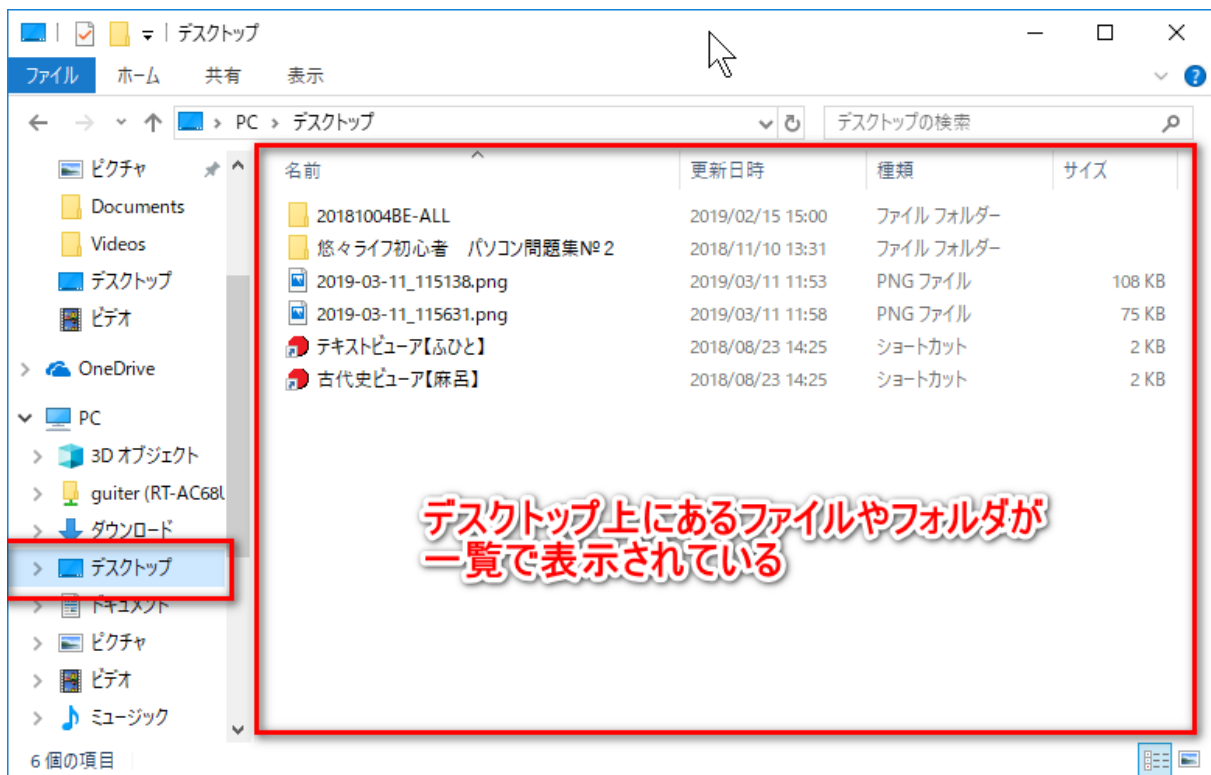 デスクトップ
ファイル ホーム 共有 表示
PC デスクトップ デスクトップの検索
ピクチャ
Documents
Videos
デスクトップ
ビデオ
OneDrive
PC
3D オブジェクト
guiter (RT-AC68U
ダウンロード
デスクトップ
ドキュメント
ピクチャ
ビデオ
ミュージック
名前 更新日時 種類 サイズ
20181004BE-ALL 2019/02/15 15:00 ファイル フォルダー
悠々ライフ初心者　パソコン問題集№2 2018/11/10 13:31 ファイル フォルダー
2019-03-11_115138.png 2019/03/11 11:53 PNG ファイル 108 KB
2019-03-11_115631.png 2019/03/11 11:58 PNG ファイル 75 KB
テキストビューア【ふひと】 2018/08/23 14:25 ショートカット 2 KB
古代史ビューア【麻呂】 2018/08/23 14:25 ショートカット 2 KB
デスクトップ上にあるファイルやフォルダが
一覧で表示されている
6 個の項目